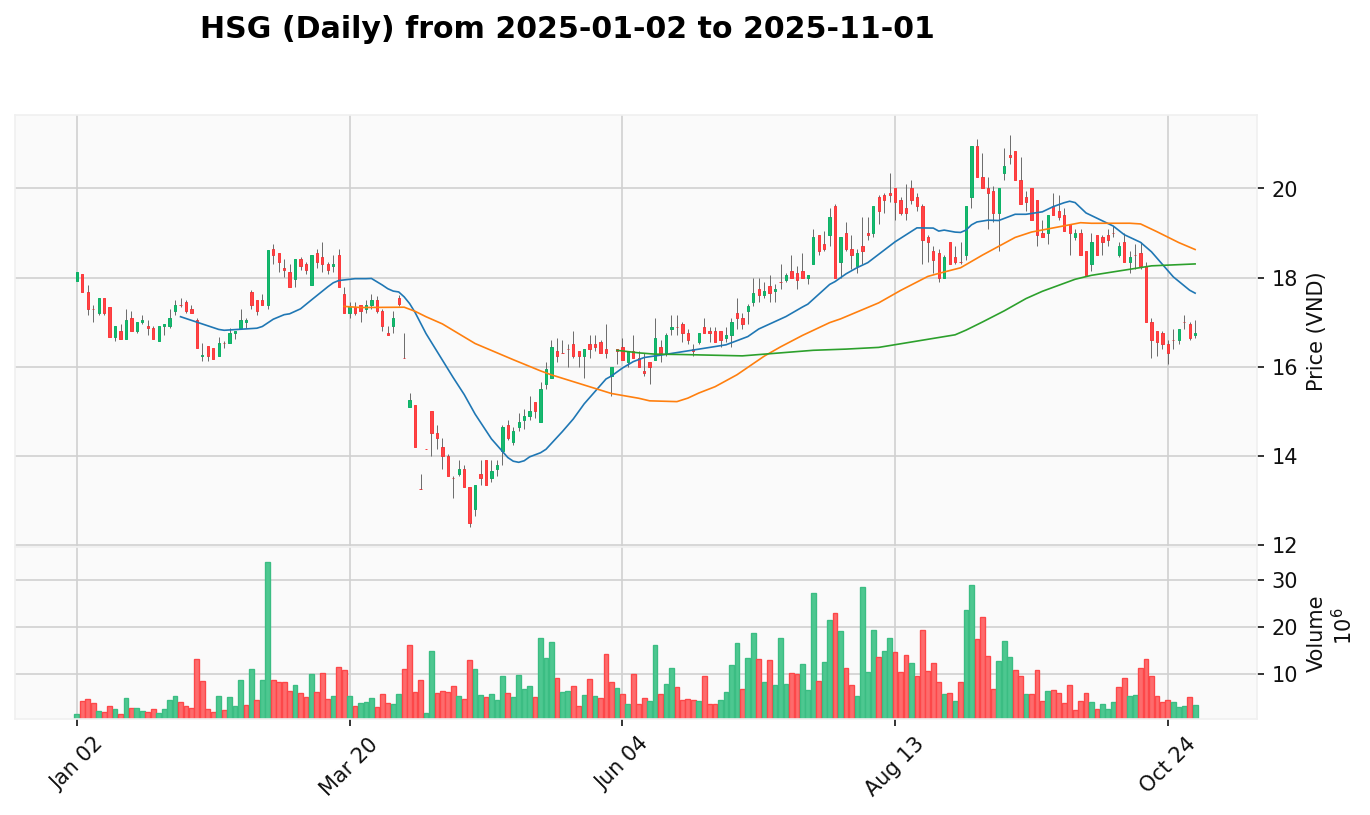 HSG (Daily) from 2025-01-02 to 2025-11-01
20
18
16
14
12
Price (VND)
30
20
10
Volume
10⁶
Jan 02
Mar 20
Jun 04
Aug 13
Oct 24